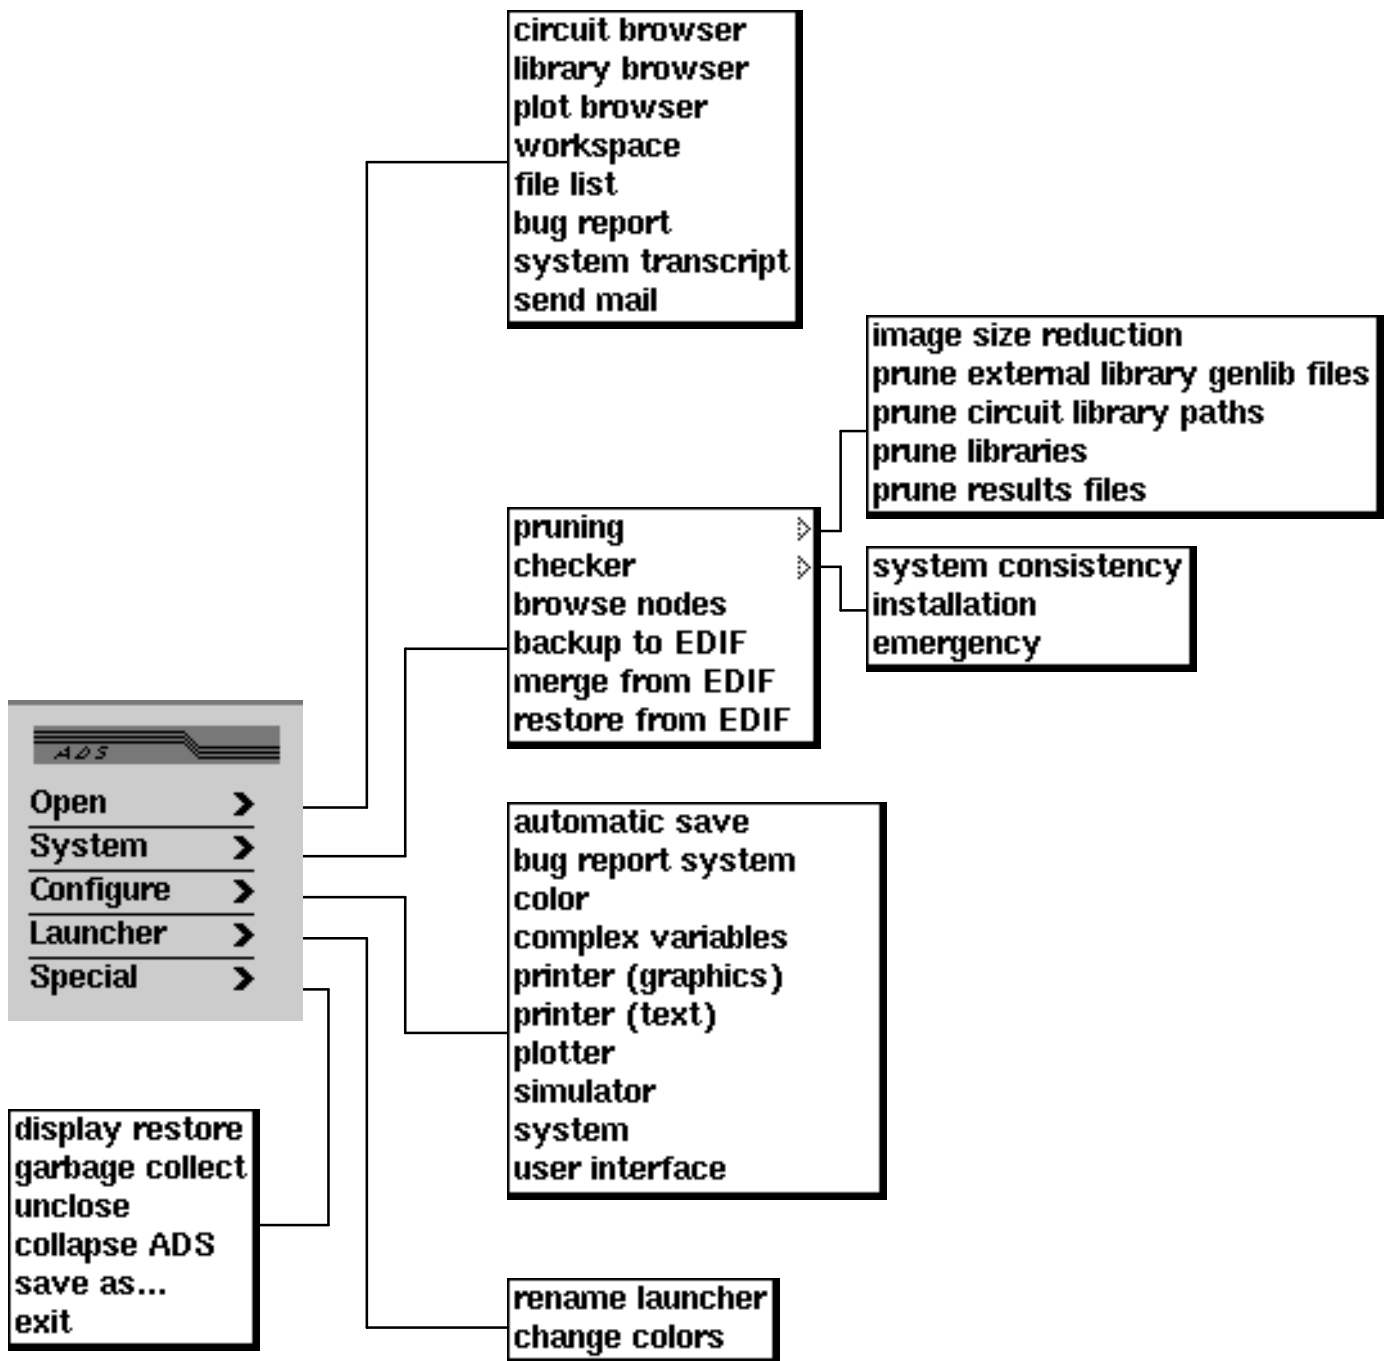 circuit browser
library browser
plot browser
workspace
file list
bug report
system transcript
send mail
image size reduction
prune external library genlib files
prune circuit library paths
prune libraries
prune results files
pruning
checker
browse nodes
backup to EDIF
merge from EDIF
restore from EDIF
system consistency
installation
emergency
ADS
Open
System
Configure
Launcher
Special
automatic save
bug report system
color
complex variables
printer (graphics)
printer (text)
plotter
simulator
system
user interface
display restore
garbage collect
unclose
collapse ADS
save as...
exit
rename launcher
change colors